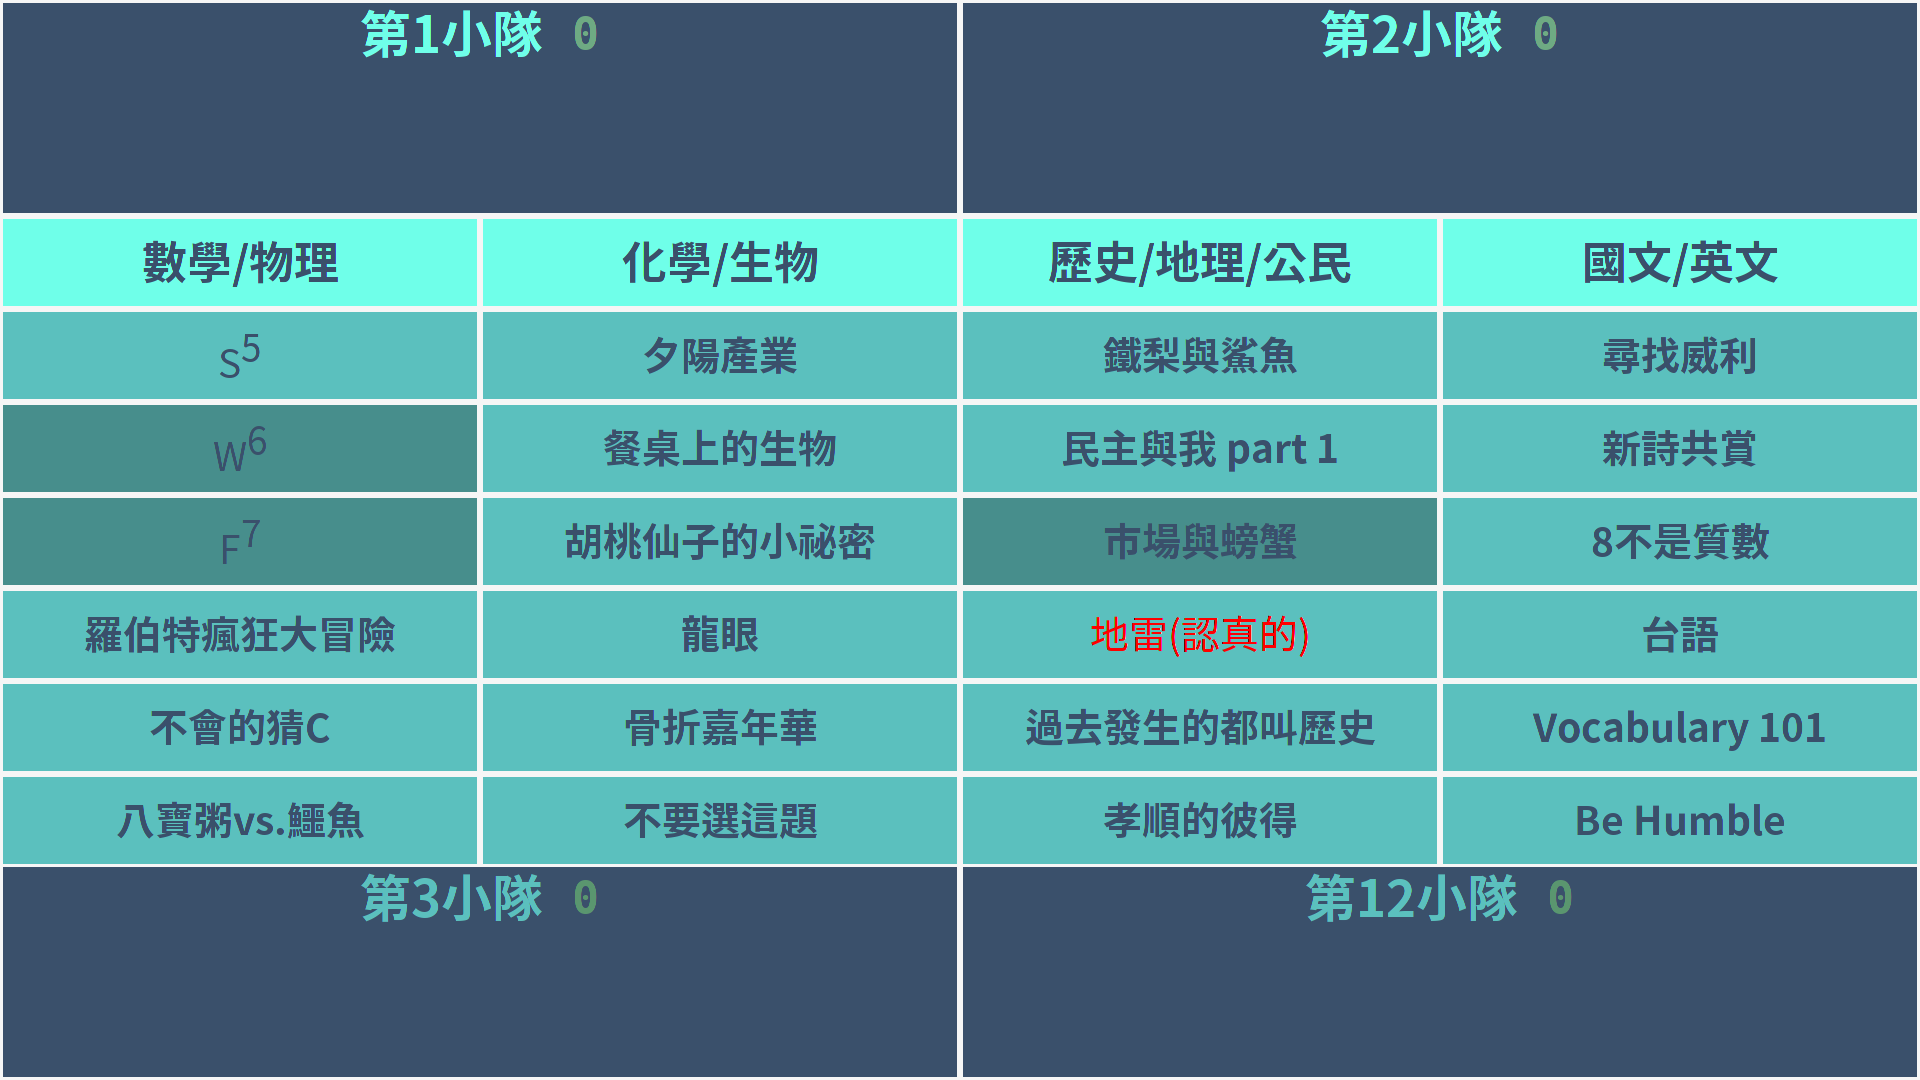 第1小隊 0
第2小隊 0
數學/物理
化學/生物
歷史/地理/公民
國文/英文
S⁵
夕陽產業
鐵梨與鯊魚
尋找威利
W⁶
餐桌上的生物
民主與我 part 1
新詩共賞
F⁷
胡桃仙子的小祕密
市場與螃蟹
8不是質數
羅伯特瘋狂大冒險
龍眼
地雷(認真的)
台語
不會的猜C
骨折嘉年華
過去發生的都叫歷史
Vocabulary 101
八寶粥vs.鱷魚
不要選這題
孝順的彼得
Be Humble
第3小隊 0
第12小隊 0